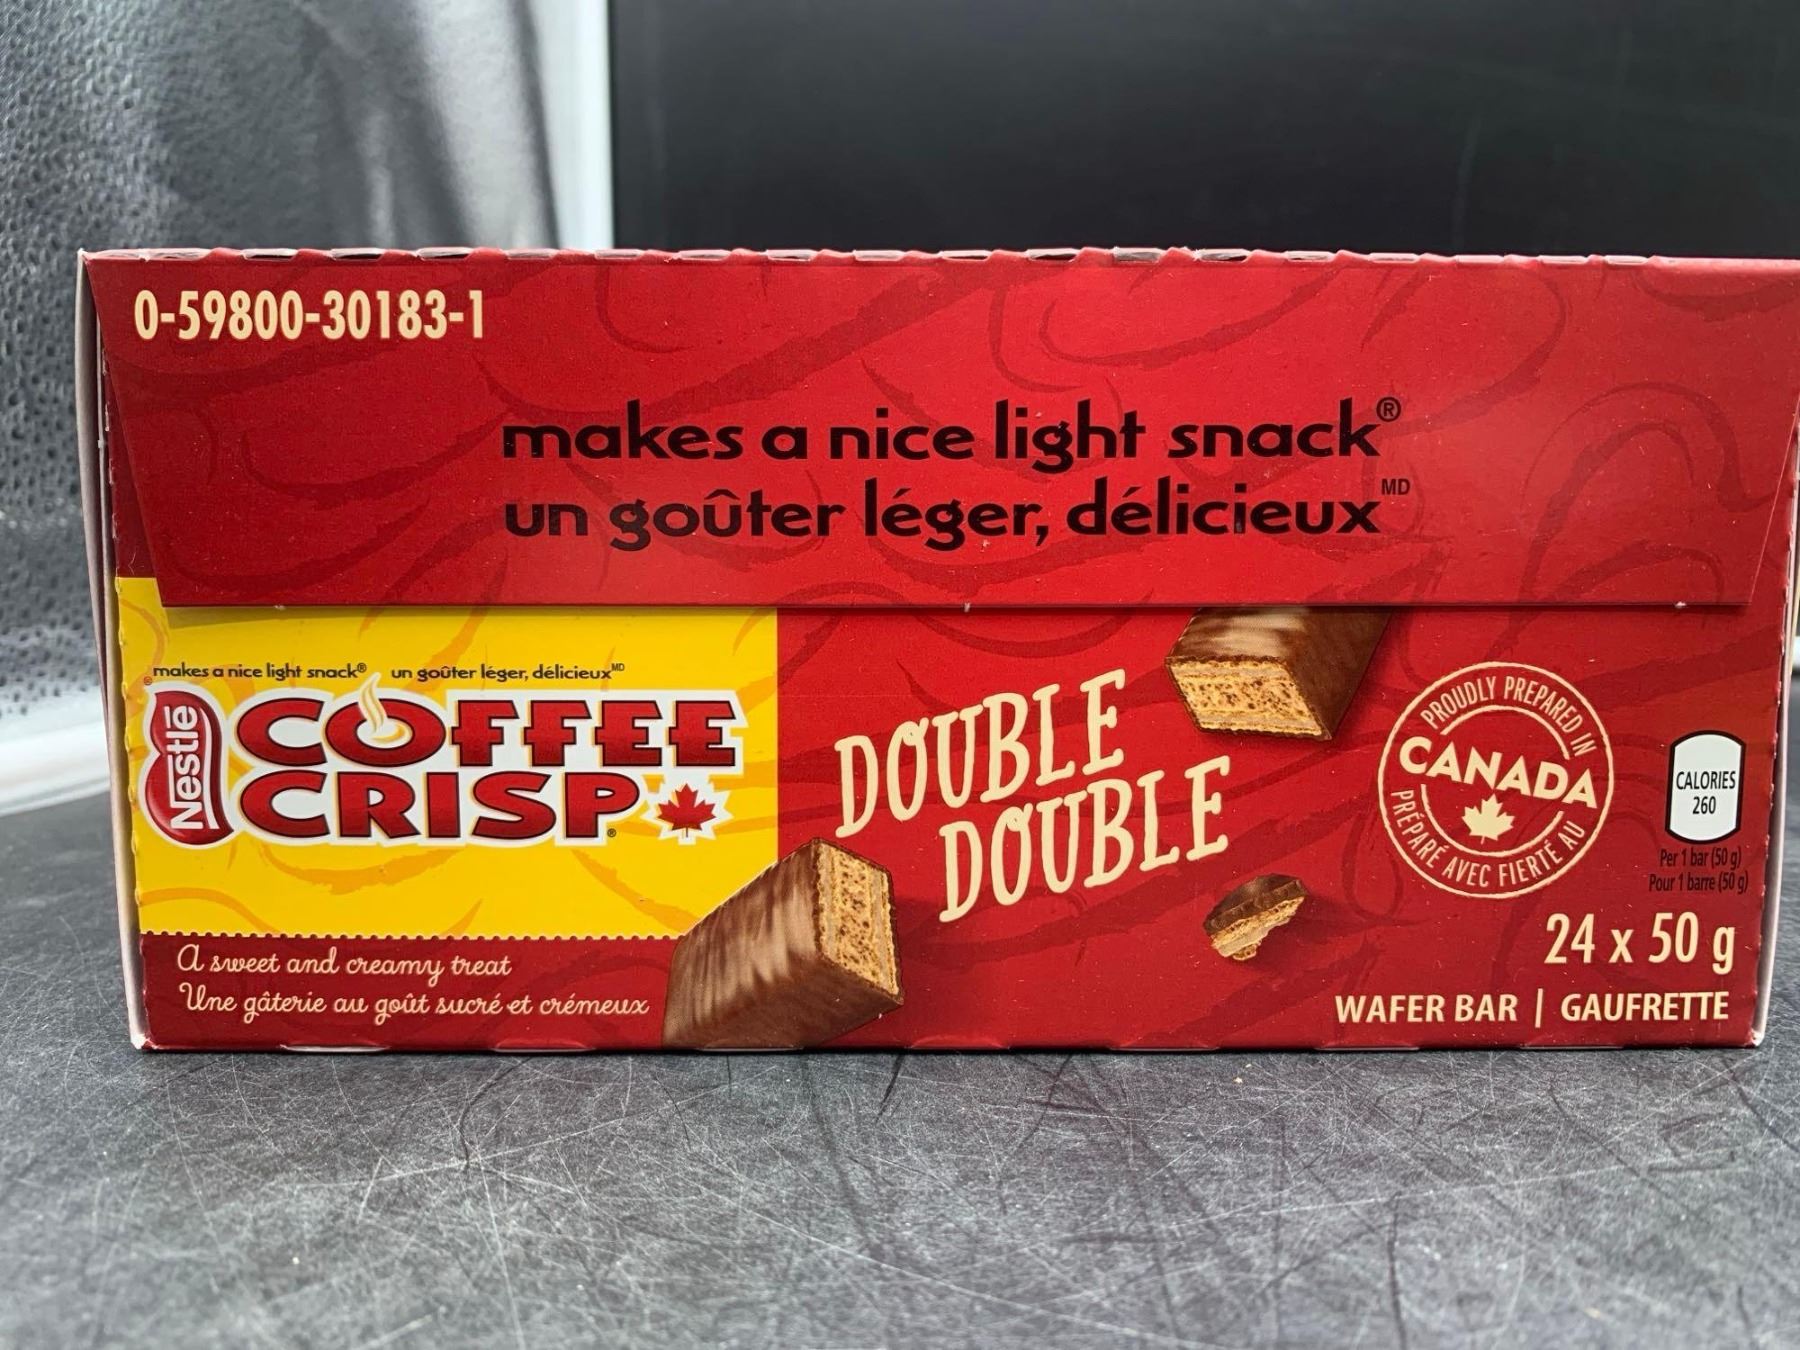 0-59800-30183-1
makes a nice light snack®
un goûter léger, délicieux MD
makes a nice light snack® un goûter léger, délicieux MD
Nestlé®
COFFEE
CRISP®
A sweet and creamy treat
Une gâterie au goût sucré et crémeux
DOUBLE
DOUBLE
PROUDLY PREPARED IN
CANADA
PRÉPARÉ AVEC FIERTÉ AU
CALORIES
260
Per 1 bar (50 g)
Pour 1 barre (50 g)
24 x 50 g
WAFER BAR | GAUFRETTE